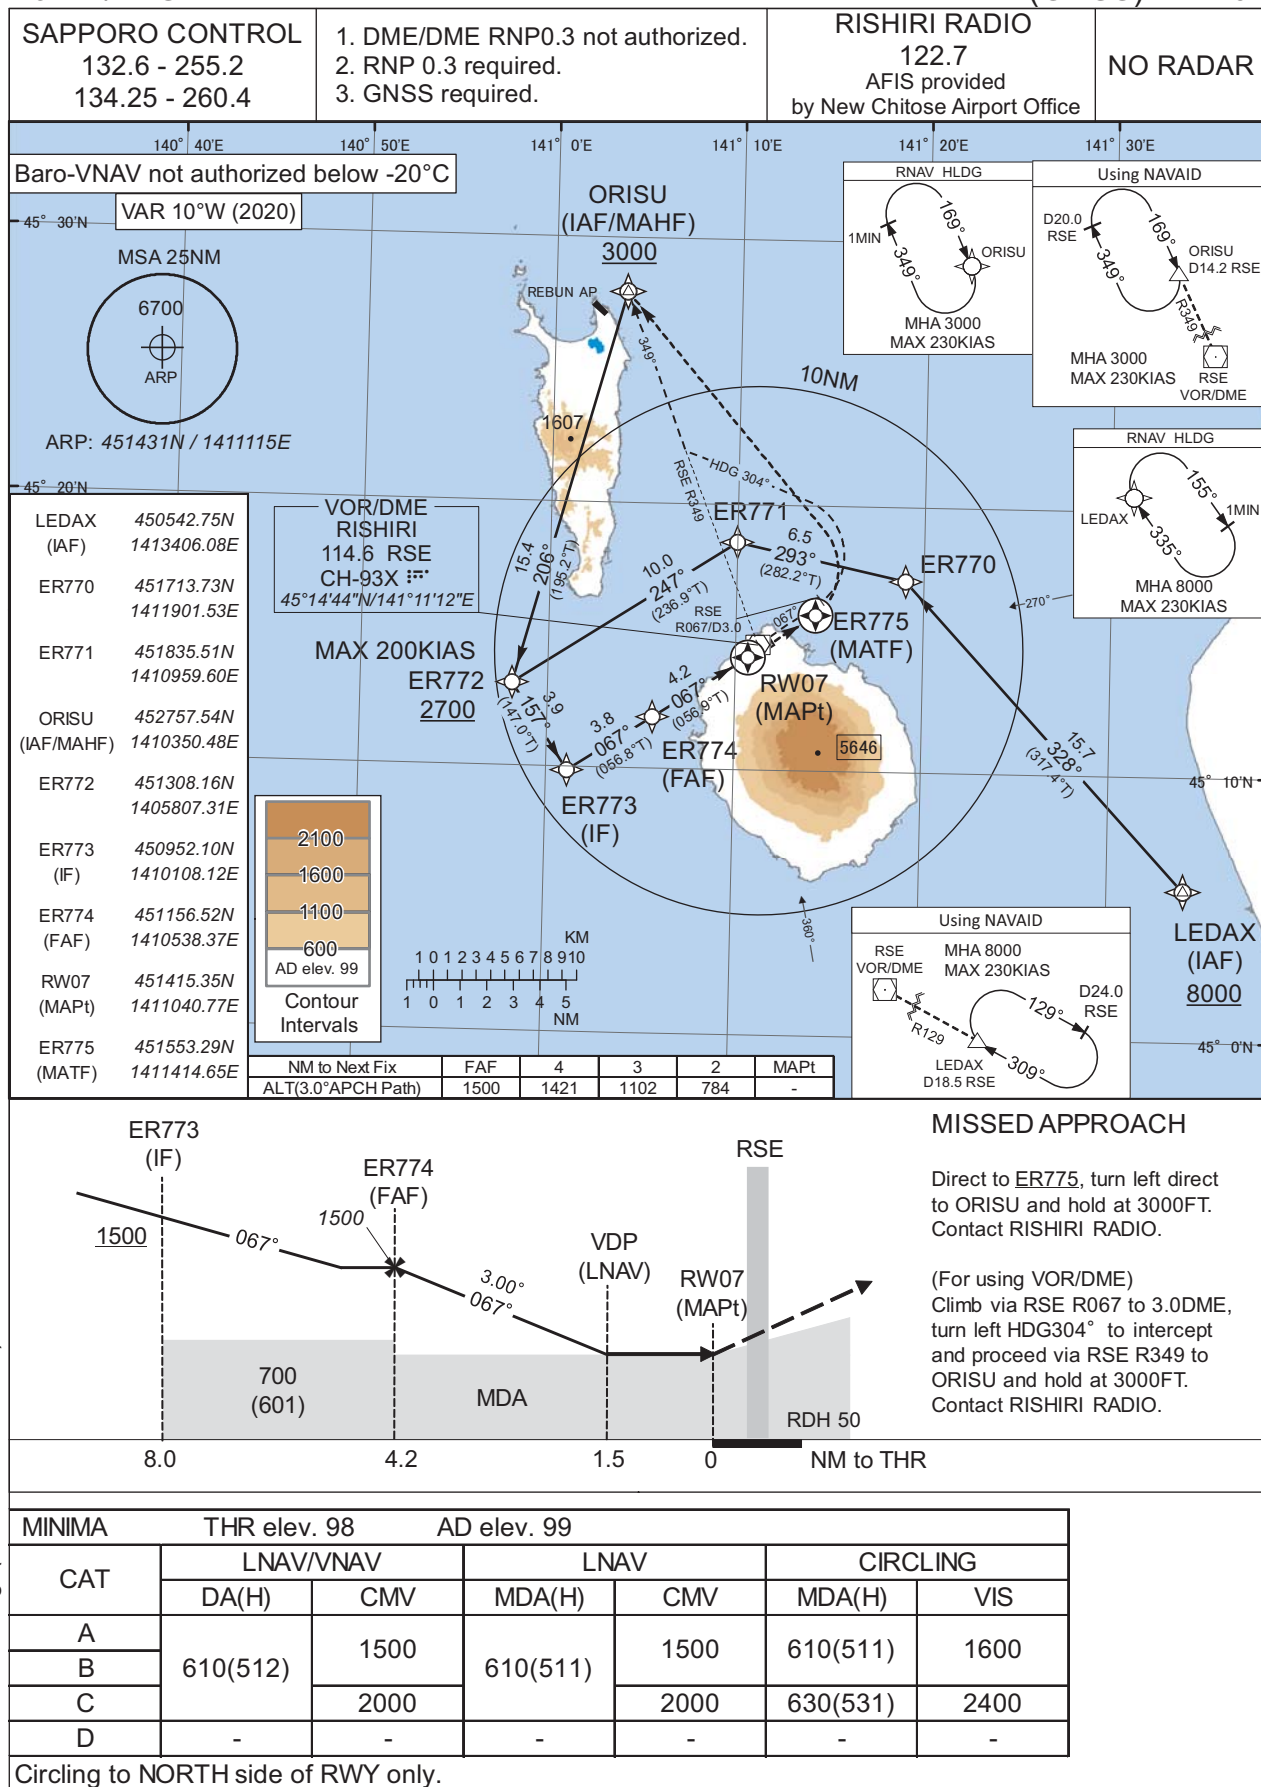 SAPPORO CONTROL
132.6 - 255.2
134.25 - 260.4
1. DME/DME RNP0.3 not authorized.
2. RNP 0.3 required.
3. GNSS required.
RISHIRI RADIO
122.7
AFIS provided
by New Chitose Airport Office
NO RADAR
140° 40'E
140° 50'E
141° 0'E
141° 10'E
141° 20'E
141° 30'E
Baro-VNAV not authorized below -20°C
VAR 10°W (2020)
45° 30'N
MSA 25NM
6700
ARP
ARP: 451431N / 1411115E
45° 20'N
ORISU
(IAF/MAHF)
3000
REBUN AP
1607
349°
RSE R349
HDG 304°
10NM
RNAV HLDG
1MIN
169°
349°
ORISU
MHA 3000
MAX 230KIAS
Using NAVAID
D20.0
RSE
169°
349°
ORISU
D14.2 RSE
R349
MHA 3000
MAX 230KIAS
RSE
VOR/DME
RNAV HLDG
155°
335°
1MIN
LEDAX
MHA 8000
MAX 230KIAS
VOR/DME
RISHIRI
114.6 RSE
CH-93X
45°14'44"N/141°11'12"E
15.4
206°
(195.2°T)
10.0
247°
(236.9°T)
ER771
6.5
293°
(282.2°T)
ER770
270°
RSE
R067/D3.0
067°
ER775
(MATF)
MAX 200KIAS
ER772
2700
3.9
157°
(147.0°T)
3.8
067°
(056.8°T)
4.2
067°
(056.9°T)
RW07
(MAPt)
ER774
(FAF)
ER773
(IF)
5646
15.7
328°
(317.4°T)
45° 10'N
360°
LEDAX
(IAF)
8000
45° 0'N
LEDAX 450542.75N
(IAF) 1413406.08E
ER770 451713.73N
1411901.53E
ER771 451835.51N
1410959.60E
ORISU 452757.54N
(IAF/MAHF) 1410350.48E
ER772 451308.16N
1405807.31E
ER773 450952.10N
(IF) 1410108.12E
ER774 451156.52N
(FAF) 1410538.37E
RW07 451415.35N
(MAPt) 1411040.77E
ER775 451553.29N
(MATF) 1411414.65E
2100
1600
1100
600
AD elev. 99
Contour
Intervals
KM
1 0 1 2 3 4 5 6 7 8 9 10
1 0 1 2 3 4 5
NM
Using NAVAID
RSE
VOR/DME
MHA 8000
MAX 230KIAS
D24.0
RSE
129°
309°
R129
LEDAX
D18.5 RSE
NM to Next Fix FAF 4 3 2 MAPt
ALT(3.0°APCH Path) 1500 1421 1102 784 -
ER773
(IF)
1500
067°
ER774
(FAF)
1500
3.00°
067°
VDP
(LNAV)
RW07
(MAPt)
RSE
700
(601)
MDA
RDH 50
8.0 4.2 1.5 0 NM to THR
MISSED APPROACH
Direct to ER775, turn left direct
to ORISU and hold at 3000FT.
Contact RISHIRI RADIO.
(For using VOR/DME)
Climb via RSE R067 to 3.0DME,
turn left HDG304° to intercept
and proceed via RSE R349 to
ORISU and hold at 3000FT.
Contact RISHIRI RADIO.
MINIMA THR elev. 98 AD elev. 99
CAT LNAV/VNAV LNAV CIRCLING
DA(H) CMV MDA(H) CMV MDA(H) VIS
A
B
610(512) 1500 610(511) 1500 610(511) 1600
C 2000 2000 630(531) 2400
D - - - - - -
Circling to NORTH side of RWY only.